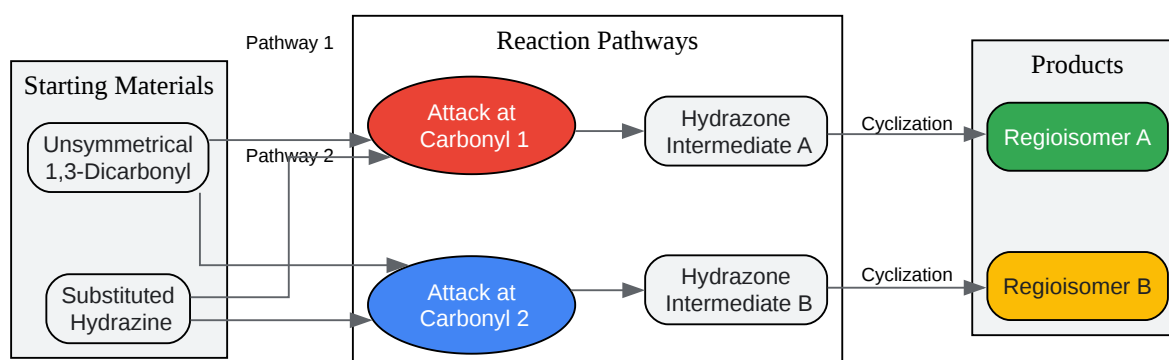 Pathway 1
Reaction Pathways
Starting Materials
Products
Unsymmetrical
1,3-Dicarbonyl
Pathway 2
Attack at
Carbonyl 1
Hydrazone
Intermediate A
Cyclization
Regioisomer A
Substituted
Hydrazine
Attack at
Carbonyl 2
Hydrazone
Intermediate B
Cyclization
Regioisomer B